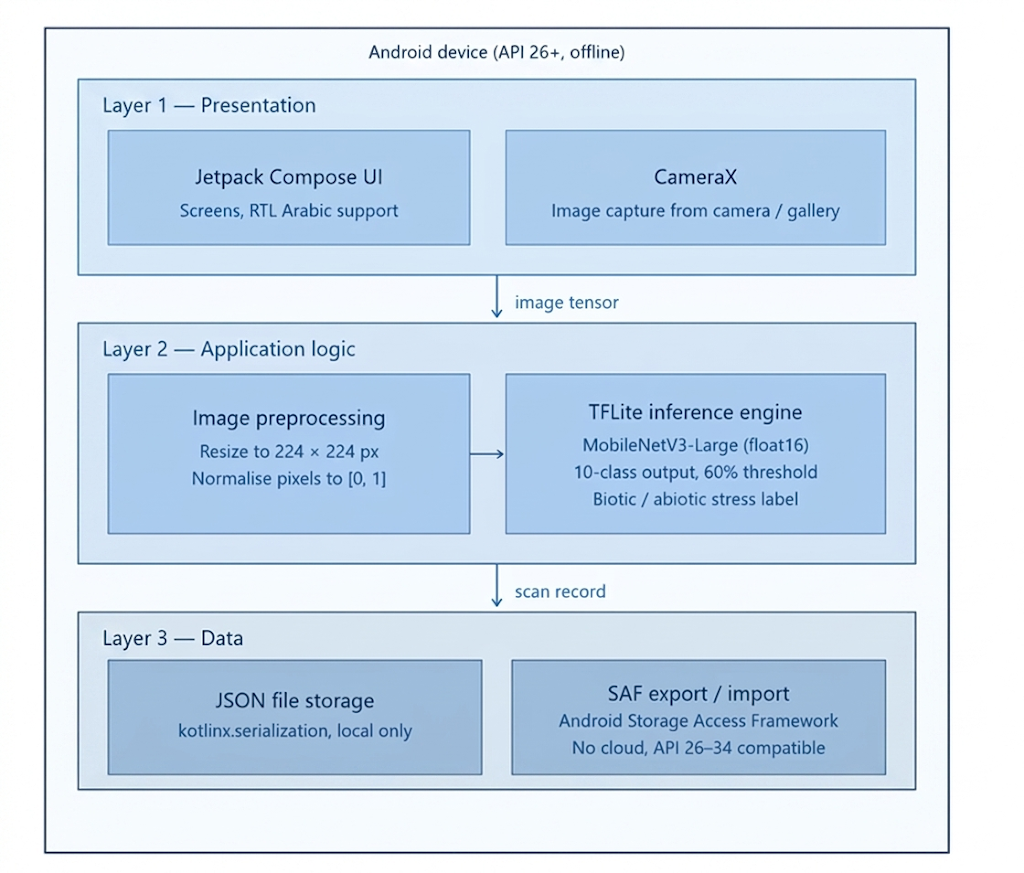 Android device (API 26+, offline)
Layer 1 — Presentation
Jetpack Compose UI
Screens, RTL Arabic support
CameraX
Image capture from camera / gallery
image tensor
Layer 2 — Application logic
Image preprocessing
Resize to 224 × 224 px
Normalise pixels to [0, 1]
TFLite inference engine
MobileNetV3-Large (float16)
10-class output, 60% threshold
Biotic / abiotic stress label
scan record
Layer 3 — Data
JSON file storage
kotlinx.serialization, local only
SAF export / import
Android Storage Access Framework
No cloud, API 26–34 compatible